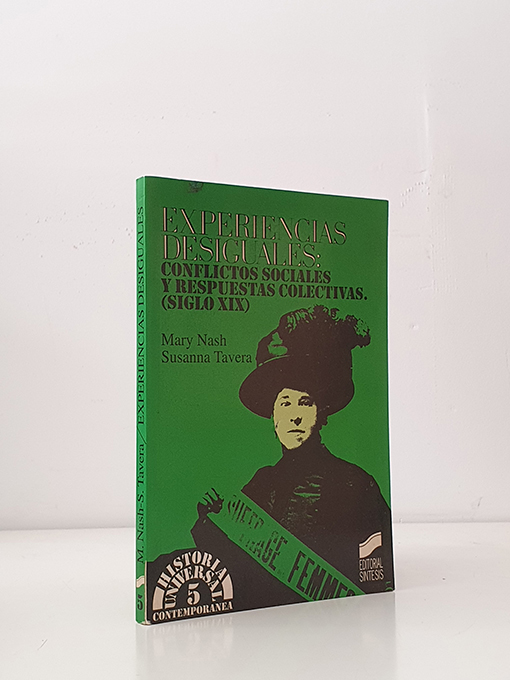 EXPERIENCIAS
DESIGUALES:
CONFLICTOS SOCIALES
Y RESPUESTAS COLECTIVAS.
(SIGLO XIX)
Mary Nash
Susanna Tavera
FEMMES
HISTORIA
UNIVERSAL
5
CONTEMPORANEA
EDITORIAL
SINTESIS
M. Nash-S. Tavera/ EXPERIENCIAS DESIGUALES
5